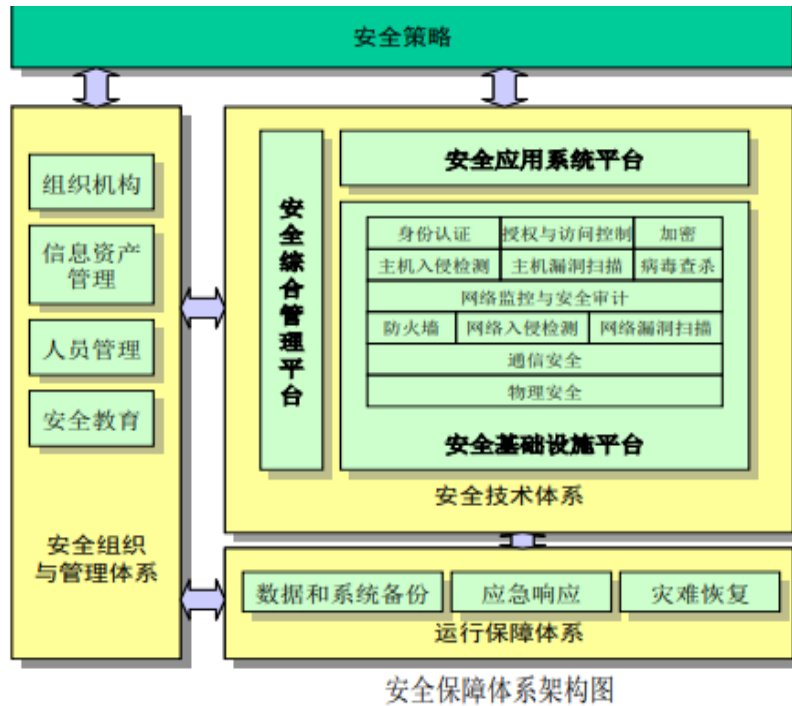 安全策略
组织机构
信息资产
管理
人员管理
安全教育
安全组织
与管理体系
安全综合管理平台
安全应用系统平台
身份认证 授权与访问控制 加密
主机入侵检测 主机漏洞扫描 病毒查杀
网络监控与安全审计
防火墙 网络入侵检测 网络漏洞扫描
通信安全
物理安全
安全基础设施平台
安全技术体系
数据和系统备份 应急响应 灾难恢复
运行保障体系
安全保障体系架构图